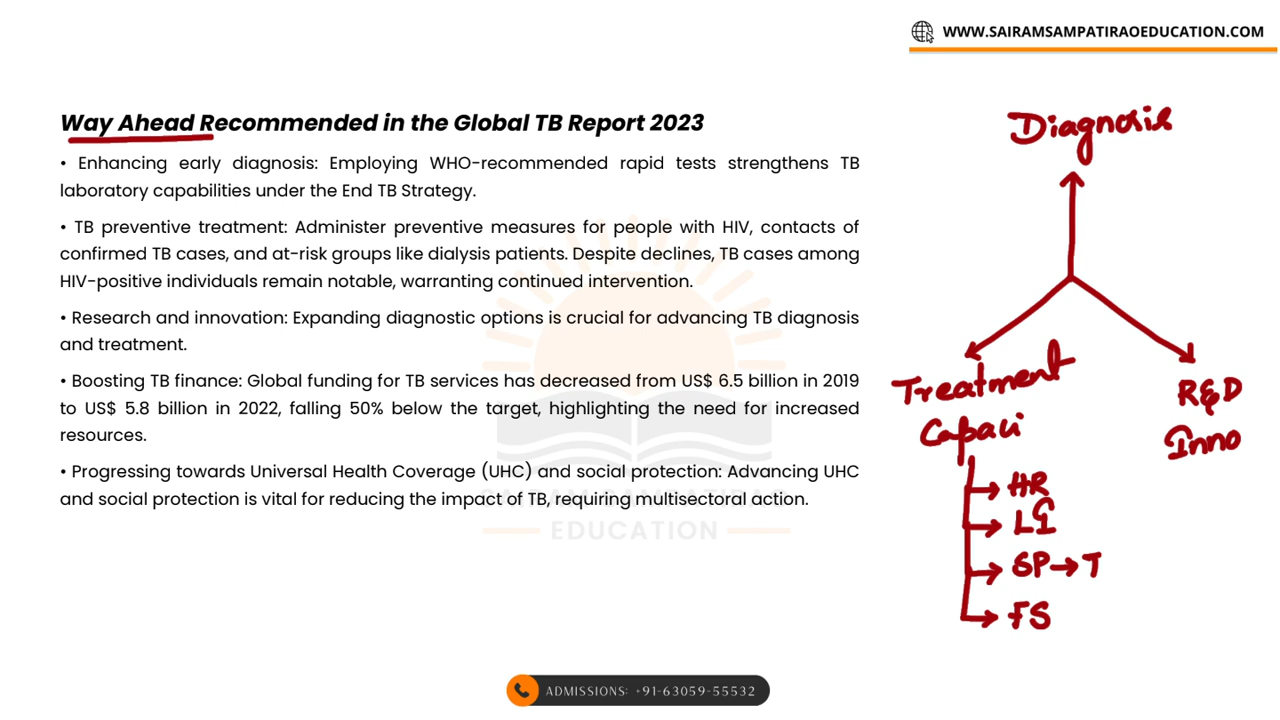 WWW.SAIRAMSAMPATIRAOEDUCATION.COM
Way Ahead Recommended in the Global TB Report 2023
• Enhancing early diagnosis: Employing WHO-recommended rapid tests strengthens TB
laboratory capabilities under the End TB Strategy.
• TB preventive treatment: Administer preventive measures for people with HIV, contacts of
confirmed TB cases, and at-risk groups like dialysis patients. Despite declines, TB cases among
HIV-positive individuals remain notable, warranting continued intervention.
• Research and innovation: Expanding diagnostic options is crucial for advancing TB diagnosis
and treatment.
• Boosting TB finance: Global funding for TB services has decreased from US$ 6.5 billion in 2019
to US$ 5.8 billion in 2022, falling 50% below the target, highlighting the need for increased
resources.
• Progressing towards Universal Health Coverage (UHC) and social protection: Advancing UHC
and social protection is vital for reducing the impact of TB, requiring multisectoral action.
EDUCATION
Diagnosis
Treatment
Capaci
R&D
Inno
HR
SP→T
FS
ADMISSIONS: +91-63059-55532